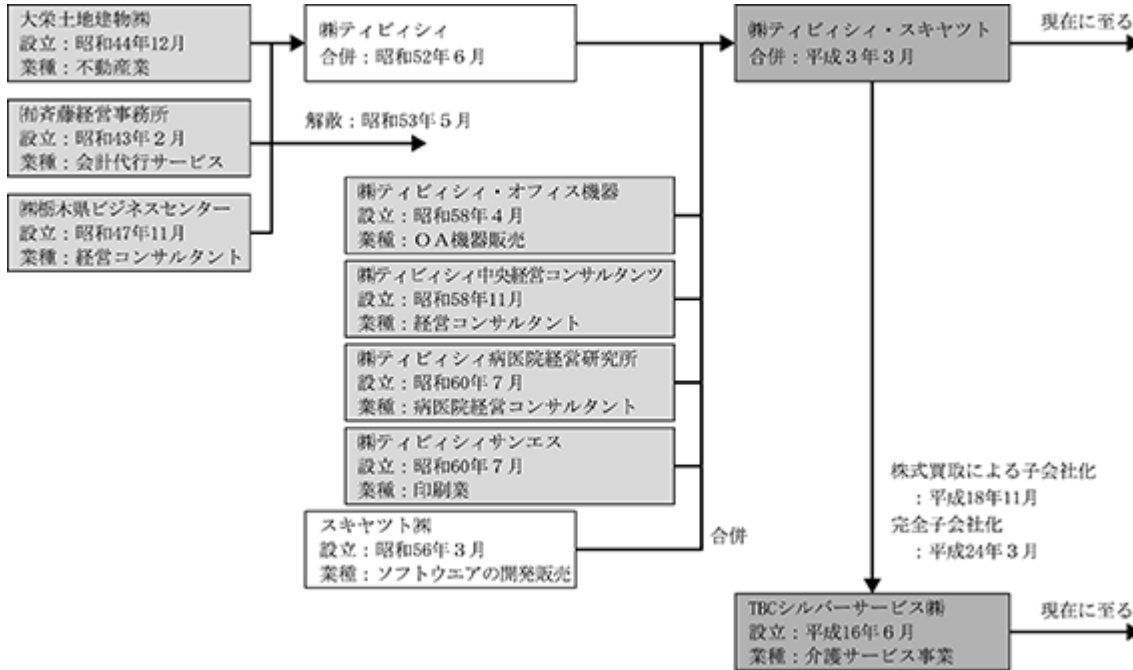 大栄土地建物㈱
設立：昭和44年12月
業種：不動産業
㈲斉藤経営事務所
設立：昭和43年２月
業種：会計代行サービス
㈱栃木県ビジネスセンター
設立：昭和47年11月
業種：経営コンサルタント
㈱ティビィシィ
合併：昭和52年６月
解散：昭和53年５月
㈱ティビィシィ・オフィス機器
設立：昭和58年４月
業種：ＯＡ機器販売
㈱ティビィシィ中央経営コンサルタンツ
設立：昭和58年11月
業種：経営コンサルタント
㈱ティビィシィ病医院経営研究所
設立：昭和60年７月
業種：病医院経営コンサルタント
㈱ティビィシィサンエス
設立：昭和60年７月
業種：印刷業
スキヤツト㈱
設立：昭和56年３月
業種：ソフトウエアの開発販売
合併
㈱ティビィシィ・スキヤツト
合併：平成３年３月
現在に至る
株式買取による子会社化
：平成18年11月
完全子会社化
：平成24年３月
TBCシルバーサービス㈱
設立：平成16年６月
業種：介護サービス事業
現在に至る